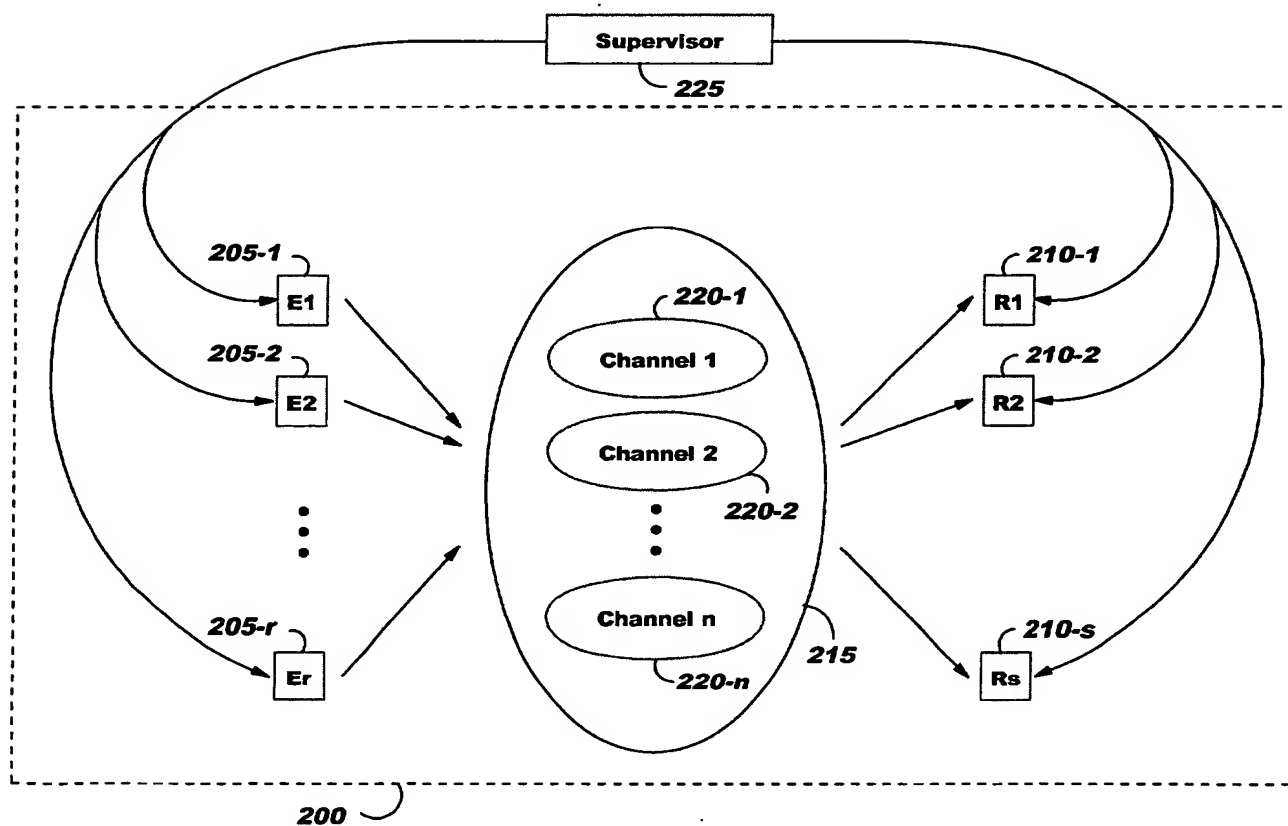 Supervisor
225
205-1
E1
205-2
E2
205-r
Er
220-1
Channel 1
Channel 2
220-2
Channel n
220-n
215
210-1
R1
210-2
R2
210-s
Rs
200